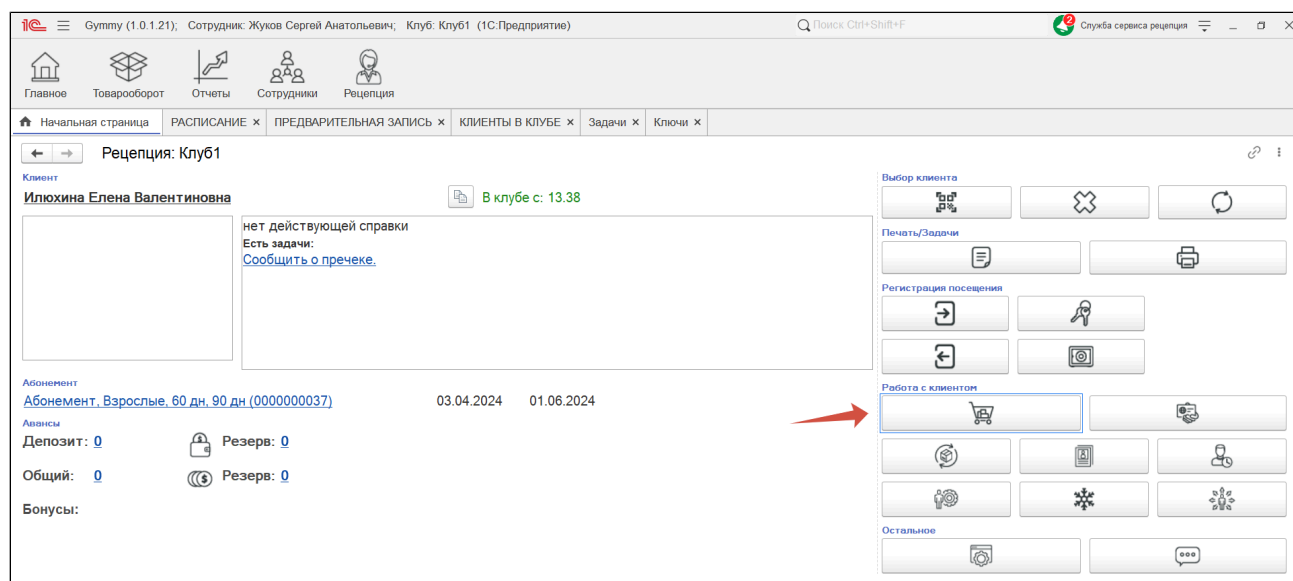 Gymmy (1.0.1.21); Сотрудник: Жуков Сергей Анатольевич; Клуб: Клуб1 (1С:Предприятие) Поиск Ctrl+Shift+F 2 Служба сервиса рецепция
Главное Товарооборот Отчеты Сотрудники Рецепция
Начальная страница РАСПИСАНИЕ × ПРЕДВАРИТЕЛЬНАЯ ЗАПИСЬ × КЛИЕНТЫ В КЛУБЕ × Задачи × Ключи ×
Рецепция: Клуб1
Клиент
Илюхина Елена Валентиновна В клубе с: 13.38
нет действующей справки
Есть задачи:
Сообщить о пречеке.
Абонемент
Абонемент, Взрослые, 60 дн, 90 дн (0000000037) 03.04.2024 01.06.2024
Авансы
Депозит: 0 Резерв: 0
Общий: 0 Резерв: 0
Бонусы:
Выбор клиента
Печать/Задачи
Регистрация посещения
Работа с клиентом
Остальное